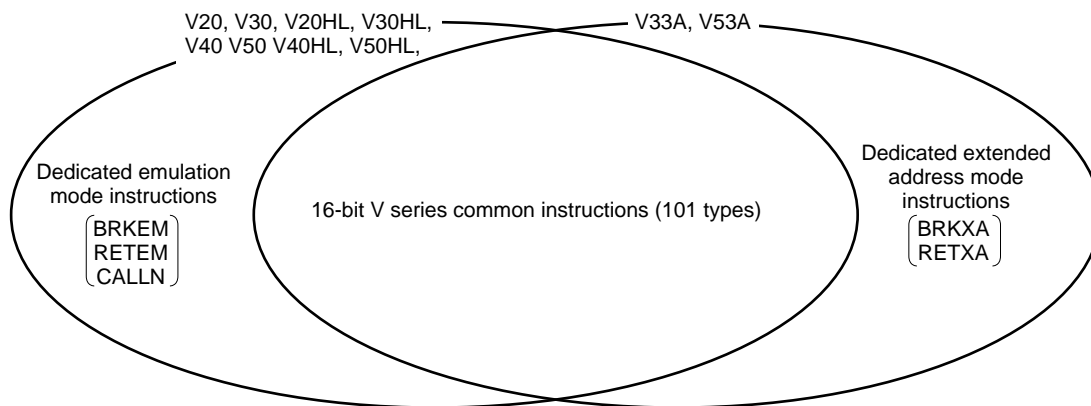 V20, V30, V20HL, V30HL,
V40 V50 V40HL, V50HL,
V33A, V53A
Dedicated emulation
mode instructions
BRKEM
RETEM
CALLN
16-bit V series common instructions (101 types)
Dedicated extended
address mode
instructions
BRKXA
RETXA